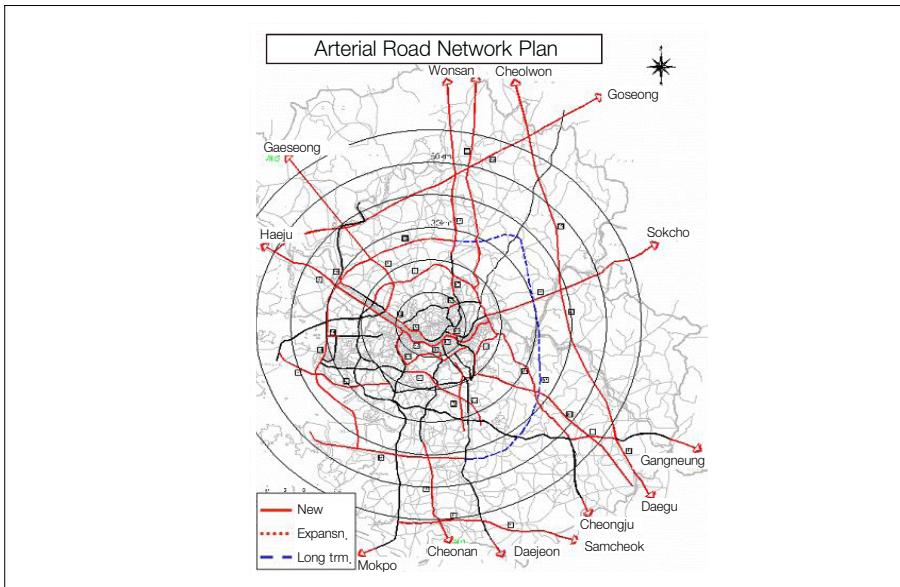 Arterial Road Network Plan
Wonsan
Cheolwon
Goseong
Gaeseong
Haeju
Sokcho
Gangneung
Daegu
Cheongju
Samcheok
Daejeon
Cheonan
Mokpo
New
Expansn.
Long trm.